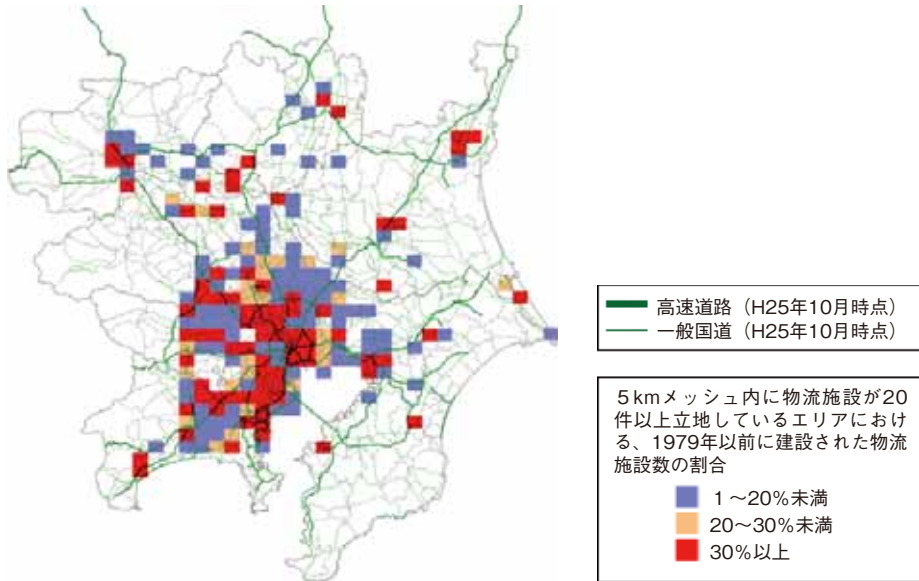 高速道路（H25年10月時点）
一般国道（H25年10月時点）
５kmメッシュ内に物流施設が20
件以上立地しているエリアにおけ
る、1979年以前に建設された物流
施設数の割合
１～20％未満
20～30％未満
30％以上